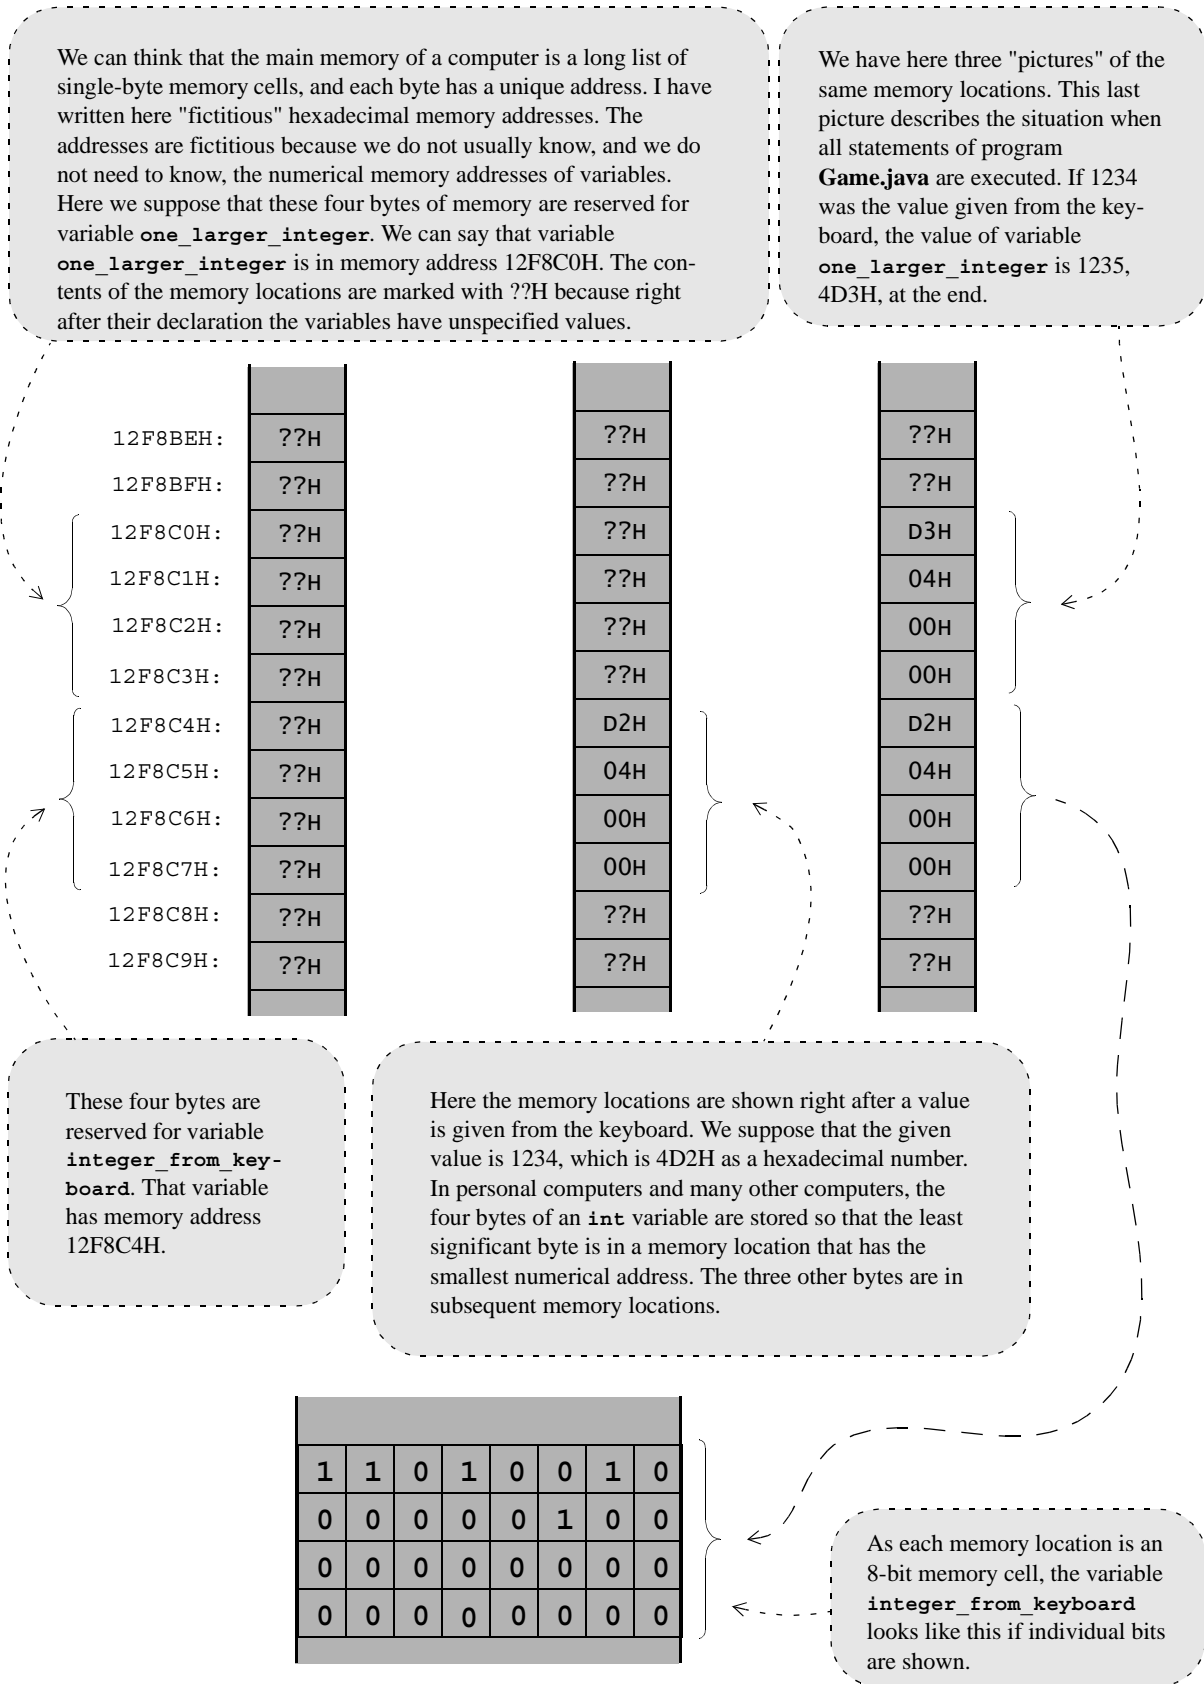 We can think that the main memory of a computer is a long list of
single-byte memory cells, and each byte has a unique address. I have
written here "fictitious" hexadecimal memory addresses. The
addresses are fictitious because we do not usually know, and we do
not need to know, the numerical memory addresses of variables.
Here we suppose that these four bytes of memory are reserved for
variable one_larger_integer. We can say that variable
one_larger_integer is in memory address 12F8C0H. The con-
tents of the memory locations are marked with ??H because right
after their declaration the variables have unspecified values.
We have here three "pictures" of the
same memory locations. This last
picture describes the situation when
all statements of program
Game.java are executed. If 1234
was the value given from the key-
board, the value of variable
one_larger_integer is 1235,
4D3H, at the end.
12F8BEH: ??H ??H ??H
12F8BFH: ??H ??H ??H
12F8C0H: ??H ??H D3H
12F8C1H: ??H ??H 04H
12F8C2H: ??H ??H 00H
12F8C3H: ??H ??H 00H
12F8C4H: ??H D2H D2H
12F8C5H: ??H 04H 04H
12F8C6H: ??H 00H 00H
12F8C7H: ??H 00H 00H
12F8C8H: ??H ??H ??H
12F8C9H: ??H ??H ??H
These four bytes are
reserved for variable
integer_from_key-
board. That variable
has memory address
12F8C4H.
Here the memory locations are shown right after a value
is given from the keyboard. We suppose that the given
value is 1234, which is 4D2H as a hexadecimal number.
In personal computers and many other computers, the
four bytes of an int variable are stored so that the least
significant byte is in a memory location that has the
smallest numerical address. The three other bytes are in
subsequent memory locations.
1 1 0 1 0 0 1 0
0 0 0 0 0 1 0 0
0 0 0 0 0 0 0 0
0 0 0 0 0 0 0 0
As each memory location is an
8-bit memory cell, the variable
integer_from_keyboard
looks like this if individual bits
are shown.